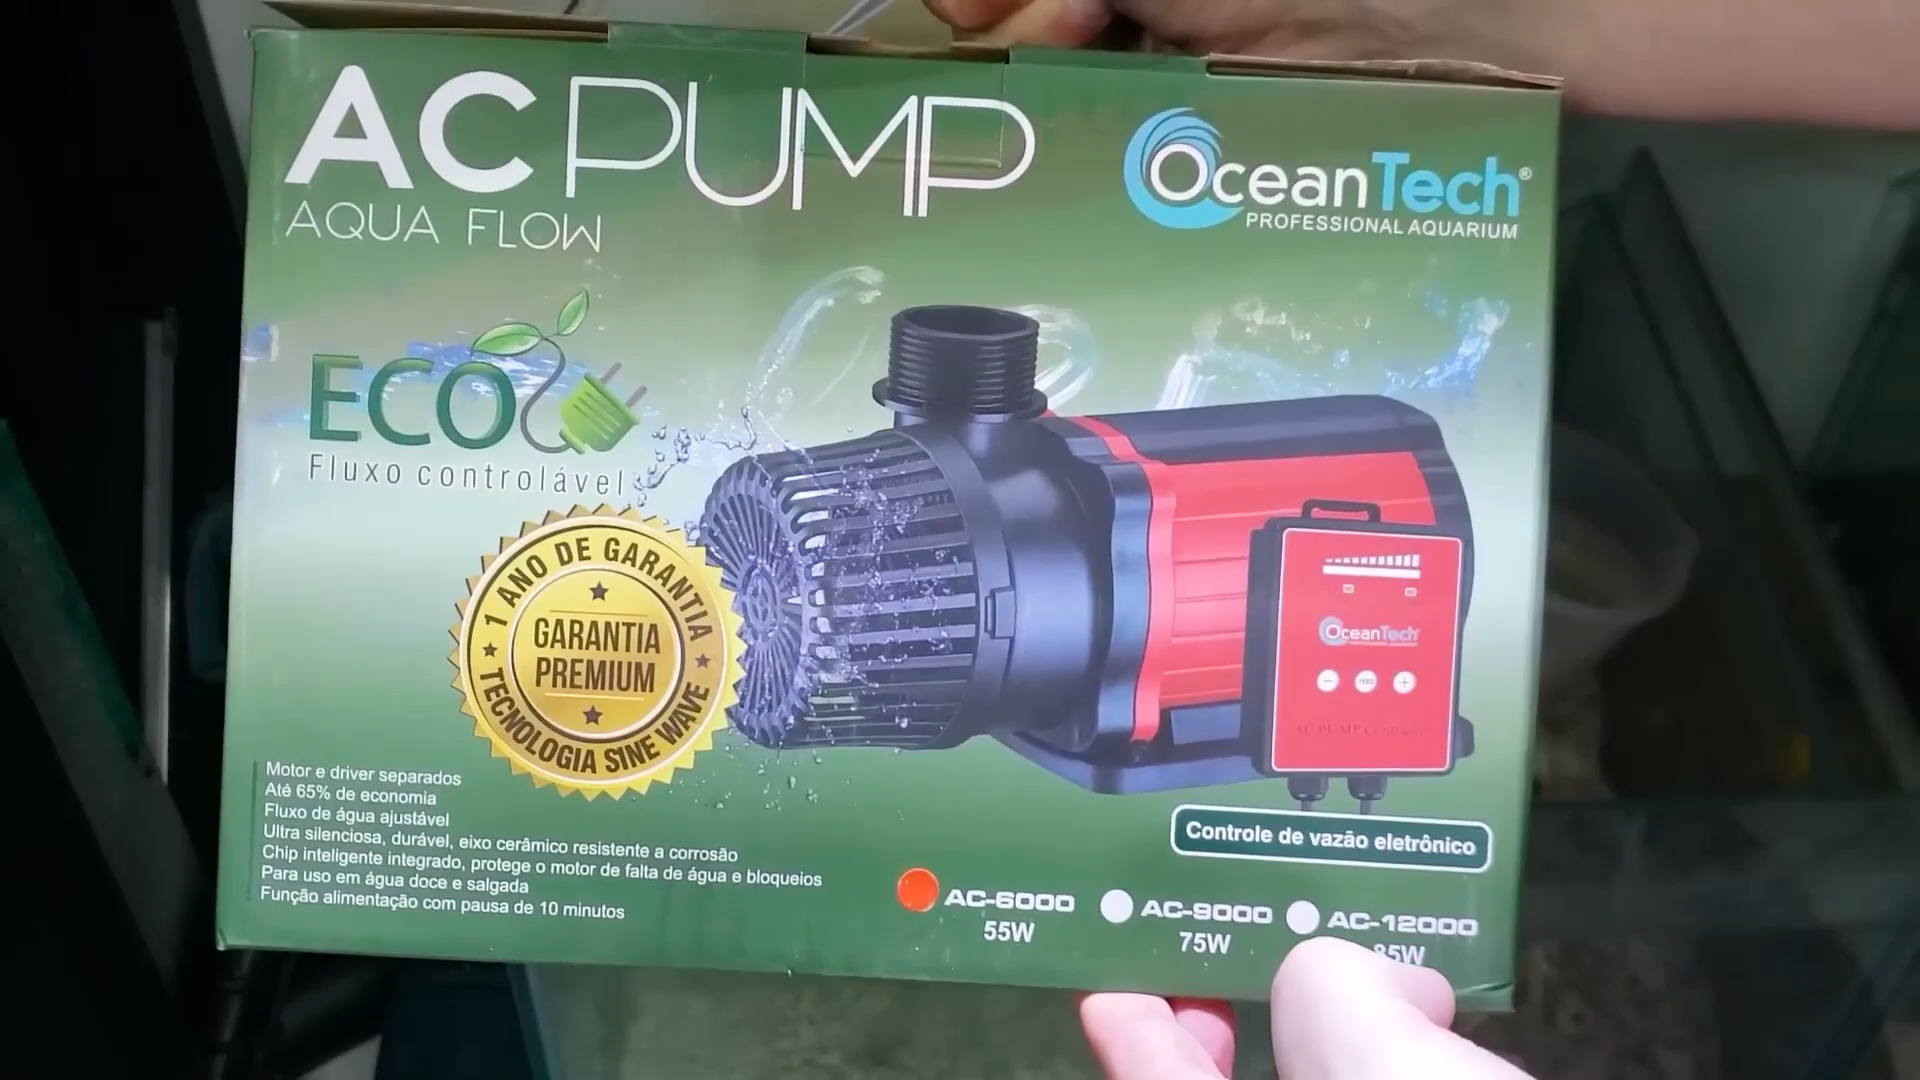 AC PUMP
AQUA FLOW
OceanTech®
PROFESSIONAL AQUARIUM
ECO
Fluxo controlável
1 ANO DE GARANTIA
GARANTIA
PREMIUM
TECNOLOGIA SINE WAVE
OceanTech
FEED
AC PUMP Controller
Motor e driver separados
Até 65% de economia
Fluxo de água ajustável
Ultra silenciosa, durável, eixo cerâmico resistente a corrosão
Chip inteligente integrado, protege o motor de falta de água e bloqueios
Para uso em água doce e salgada
Função alimentação com pausa de 10 minutos
Controle de vazão eletrônico
AC-6000 AC-9000 AC-12000
55W 75W 85W